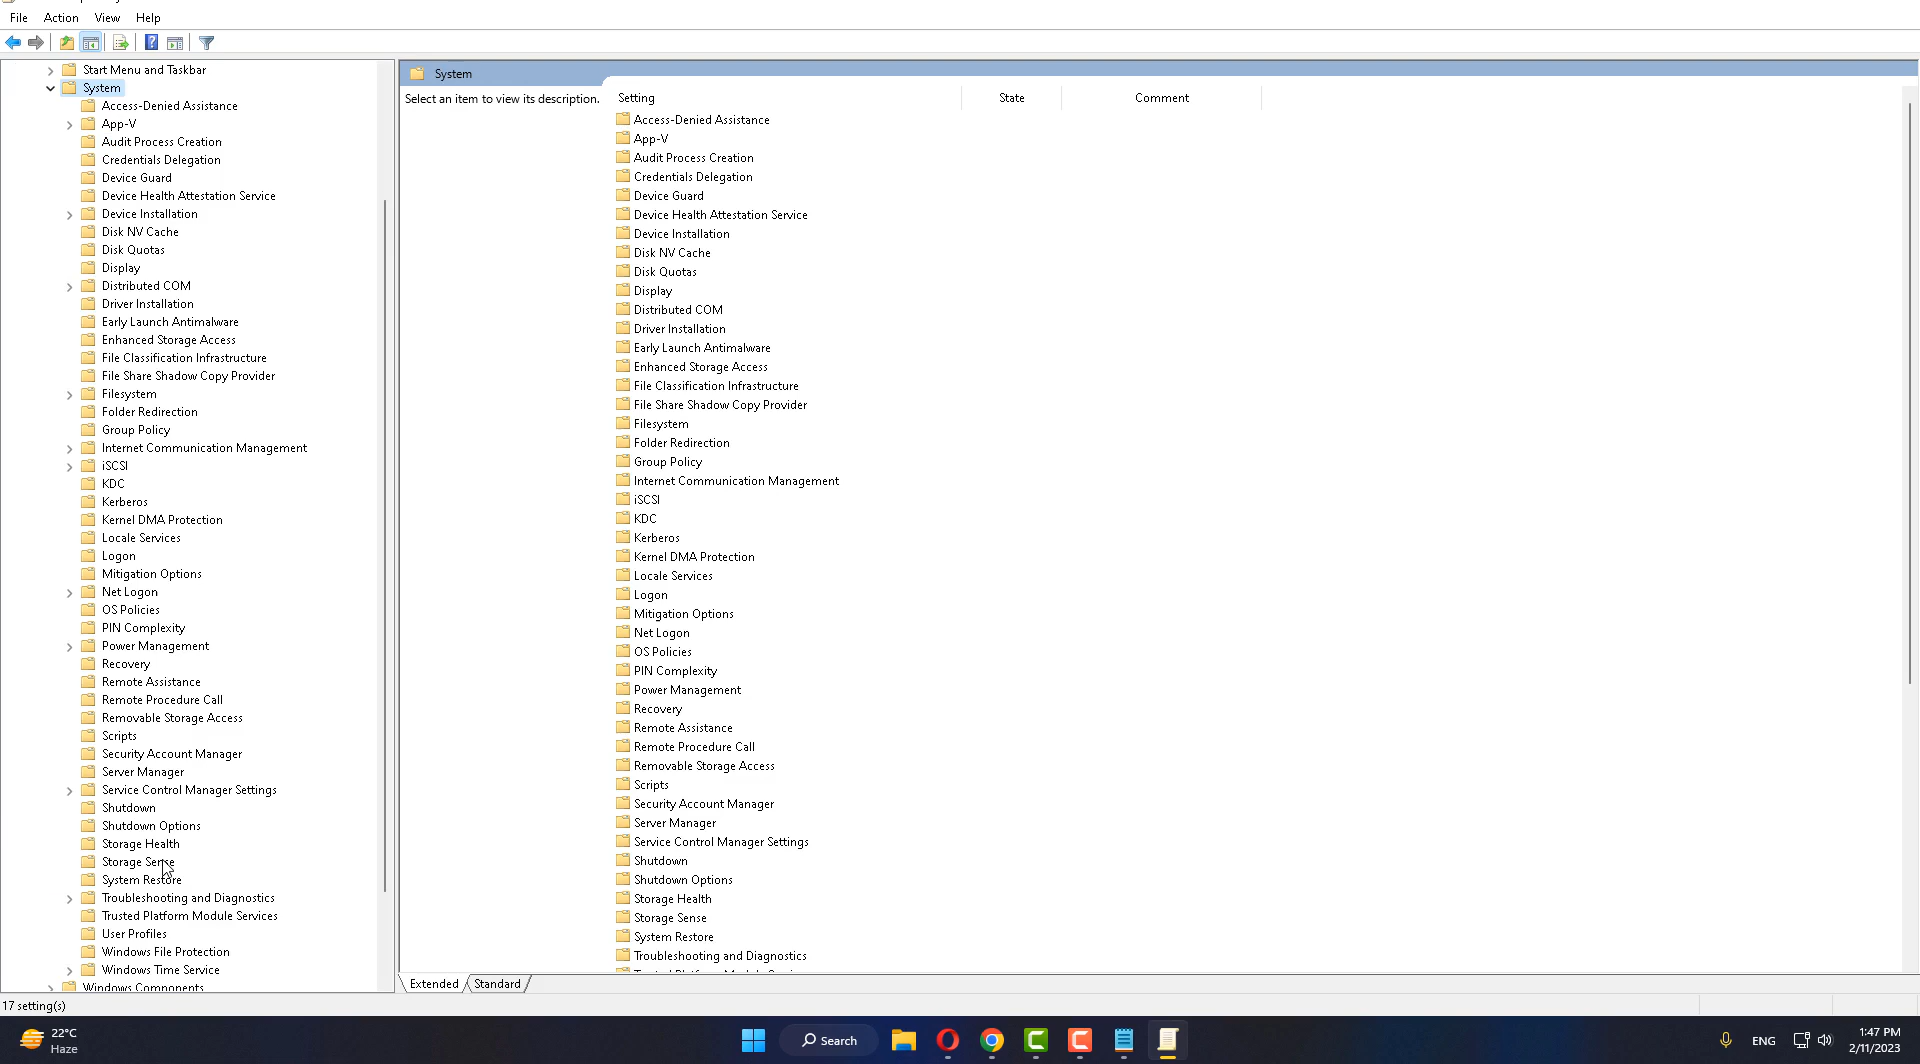 File Action View Help
Start Menu and Taskbar
System
Access-Denied Assistance
App-V
Audit Process Creation
Credentials Delegation
Device Guard
Device Health Attestation Service
Device Installation
Disk NV Cache
Disk Quotas
Display
Distributed COM
Driver Installation
Early Launch Antimalware
Enhanced Storage Access
File Classification Infrastructure
File Share Shadow Copy Provider
Filesystem
Folder Redirection
Group Policy
Internet Communication Management
iSCSI
KDC
Kerberos
Kernel DMA Protection
Locale Services
Logon
Mitigation Options
Net Logon
OS Policies
PIN Complexity
Power Management
Recovery
Remote Assistance
Remote Procedure Call
Removable Storage Access
Scripts
Security Account Manager
Server Manager
Service Control Manager Settings
Shutdown
Shutdown Options
Storage Health
Storage Sense
System Restore
Troubleshooting and Diagnostics
Trusted Platform Module Services
User Profiles
Windows File Protection
Windows Time Service
Windows Components
System
Select an item to view its description.
Setting State Comment
Access-Denied Assistance
App-V
Audit Process Creation
Credentials Delegation
Device Guard
Device Health Attestation Service
Device Installation
Disk NV Cache
Disk Quotas
Display
Distributed COM
Driver Installation
Early Launch Antimalware
Enhanced Storage Access
File Classification Infrastructure
File Share Shadow Copy Provider
Filesystem
Folder Redirection
Group Policy
Internet Communication Management
iSCSI
KDC
Kerberos
Kernel DMA Protection
Locale Services
Logon
Mitigation Options
Net Logon
OS Policies
PIN Complexity
Power Management
Recovery
Remote Assistance
Remote Procedure Call
Removable Storage Access
Scripts
Security Account Manager
Server Manager
Service Control Manager Settings
Shutdown
Shutdown Options
Storage Health
Storage Sense
System Restore
Troubleshooting and Diagnostics
Extended Standard
17 setting(s)
22°C
Haze
Search
ENG
1:47 PM
2/11/2023